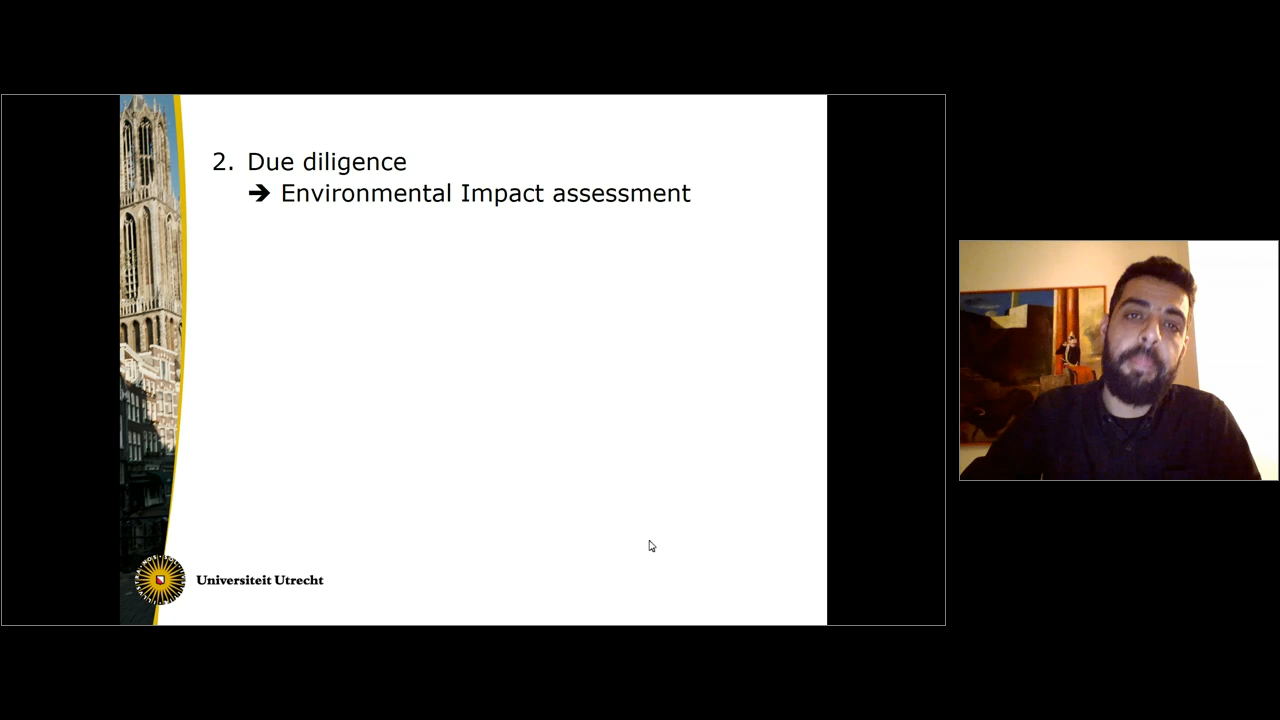 2. Due diligence
➔ Environmental Impact assessment
Universiteit Utrecht